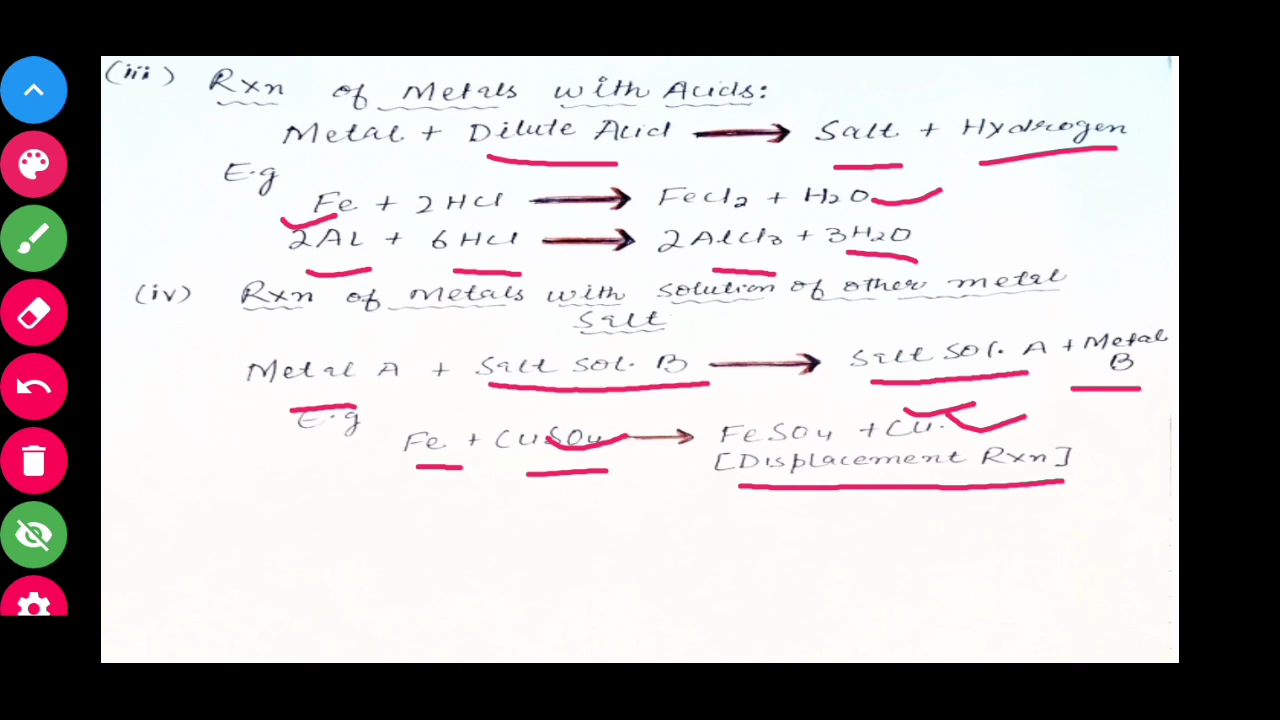 (iii) Rxn of Metals with Acids:
Metal + Dilute Acid → Salt + Hydrogen
E.g
Fe + 2HCl → FeCl2 + H2O
2Al + 6HCl → 2AlCl3 + 3H2O
(iv) Rxn of Metals with solution of other metal
Salt
Metal A + Salt sol. B → Salt sol. A + Metal
B
E.g
Fe + CuSO4 → FeSO4 + Cu.
[Displacement Rxn]